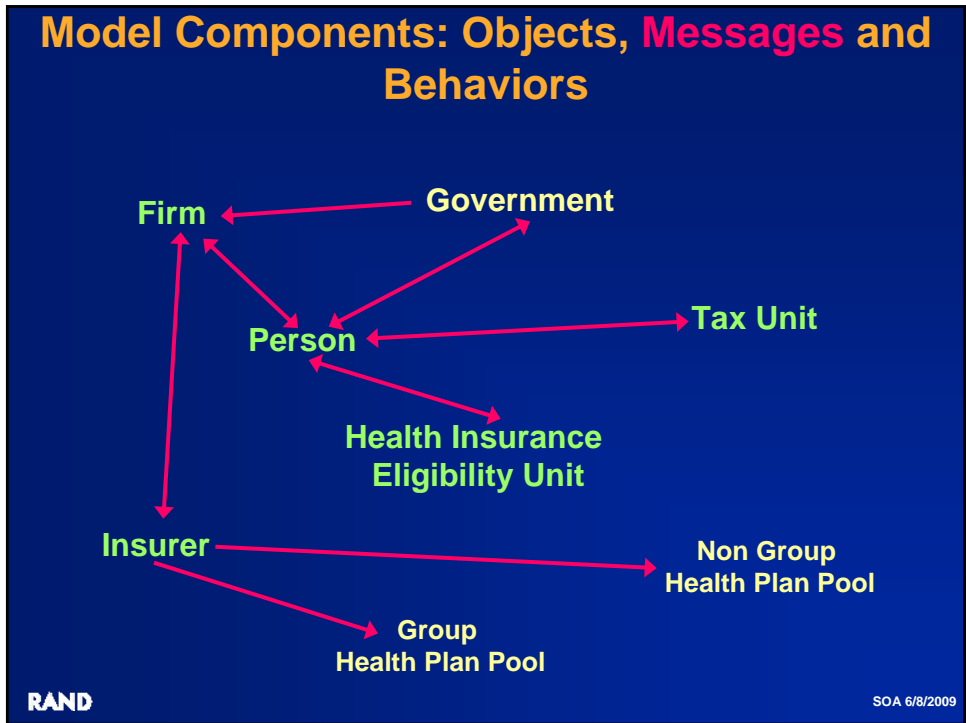 Model Components: Objects, Messages and
Behaviors
Firm
Government
Person
Tax Unit
Health Insurance
Eligibility Unit
Insurer
Non Group
Health Plan Pool
Group
Health Plan Pool
RAND
SOA 6/8/2009